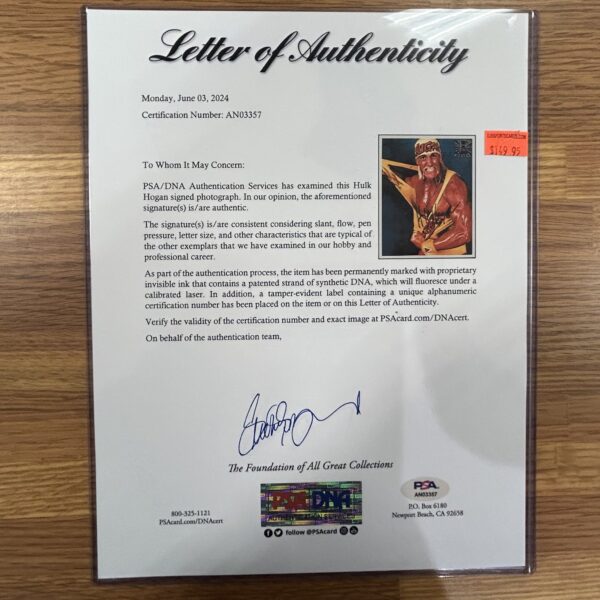 Letter of Authenticity
Monday, June 03, 2024
Certification Number: AN03357
$149.95
To Whom It May Concern:
PSA/DNA Authentication Services has examined this Hulk
Hogan signed photograph. In our opinion, the aforementioned
signature(s) is/are authentic.
The signature(s) is/are consistent considering slant, flow, pen
pressure, letter size, and other characteristics that are typical of
the other exemplars that we have examined in our hobby and
professional career.
As part of the authentication process, the item has been permanently marked with proprietary
invisible ink that contains a patented strand of synthetic DNA, which will fluoresce under a
calibrated laser. In addition, a tamper-evident label containing a unique alphanumeric
certification number has been placed on the item or on this Letter of Authenticity.
Verify the validity of the certification number and exact image at PSAcard.com/DNAcert.
On behalf of the authentication team,
The Foundation of All Great Collections
800-325-1121
PSAcard.com/DNAcert
PSA DNA
AUTHENTICATION SERVICES
follow @PSAcard
PSA
AN03357
P.O. Box 6180
Newport Beach, CA 92658